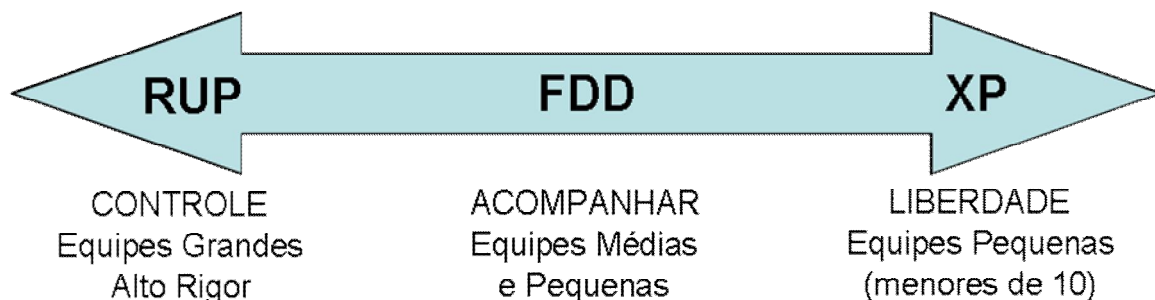 RUP
FDD
XP
CONTROLE
Equipes Grandes
Alto Rigor
ACOMPANHAR
Equipes Médias
e Pequenas
LIBERDADE
Equipes Pequenas
(menores de 10)